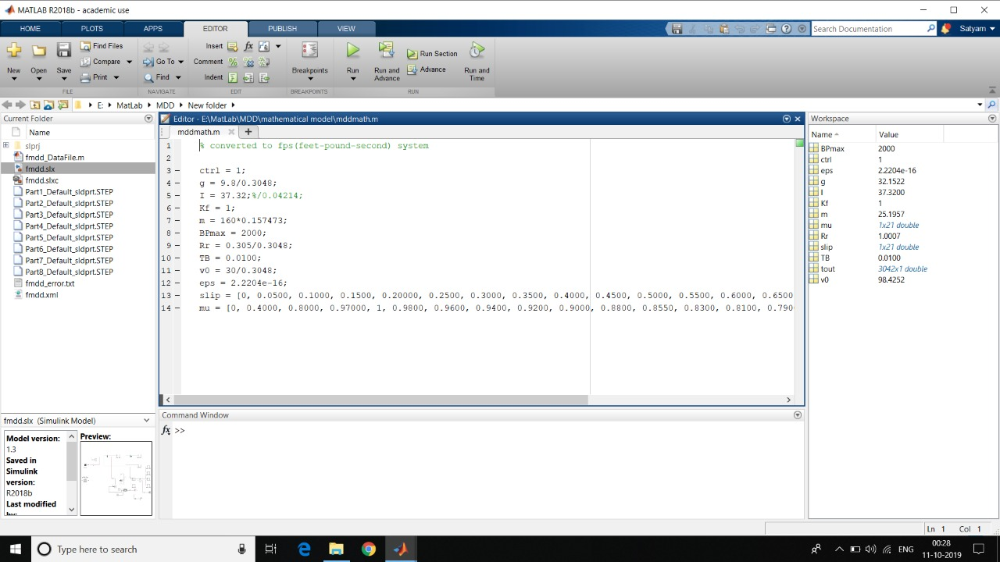 MATLAB R2018b - academic use
HOME PLOTS APPS EDITOR PUBLISH VIEW
Search Documentation
Satyam
New
Open
Save
Find Files
Compare
Print
FILE
Go To
Find
NAVIGATE
Insert
Comment
Indent
EDIT
Breakpoints
BREAKPOINTS
Run
Run and Advance
Run Section
Advance
Run and Time
RUN
E: MatLab MDD New folder
Current Folder
Name
slprj
fmdd_DataFile.m
fmdd.slx
fmdd.slxc
Part1_Default_sldprt.STEP
Part2_Default_sldprt.STEP
Part3_Default_sldprt.STEP
Part4_Default_sldprt.STEP
Part5_Default_sldprt.STEP
Part6_Default_sldprt.STEP
Part7_Default_sldprt.STEP
Part8_Default_sldprt.STEP
fmdd_error.txt
fmdd.xml
fmdd.slx (Simulink Model)
Model version:
1.3
Saved in
Simulink
version:
R2018b
Last modified
by:
Preview:
Editor - E:\MatLab\MDD\mathematical model\mddmath.m
mddmath.m
1 % converted to fps(feet-pound-second) system
2
3 – ctrl = 1;
4 – g = 9.8/0.3048;
5 – I = 37.32;%/0.04214;
6 – Kf = 1;
7 – m = 160*0.157473;
8 – BPmax = 2000;
9 – Rr = 0.305/0.3048;
10 – TB = 0.0100;
11 – v0 = 30/0.3048;
12 – eps = 2.2204e-16;
13 – slip = [0, 0.0500, 0.1000, 0.1500, 0.20000, 0.2500, 0.3000, 0.3500, 0.4000, 0.4500, 0.5000, 0.5500, 0.6000, 0.6500
14 – mu = [0, 0.4000, 0.8000, 0.97000, 1, 0.9800, 0.9600, 0.9400, 0.9200, 0.9000, 0.8800, 0.8550, 0.8300, 0.8100, 0.790
Command Window
fx >>
Workspace
Name Value
BPmax 2000
ctrl 1
eps 2.2204e-16
g 32.1522
I 37.3200
Kf 1
m 25.1957
mu 1x21 double
Rr 1.0007
slip 1x21 double
TB 0.0100
tout 3042x1 double
v0 98.4252
Ln 1 Col 1
Type here to search
ENG
00:28
11-10-2019